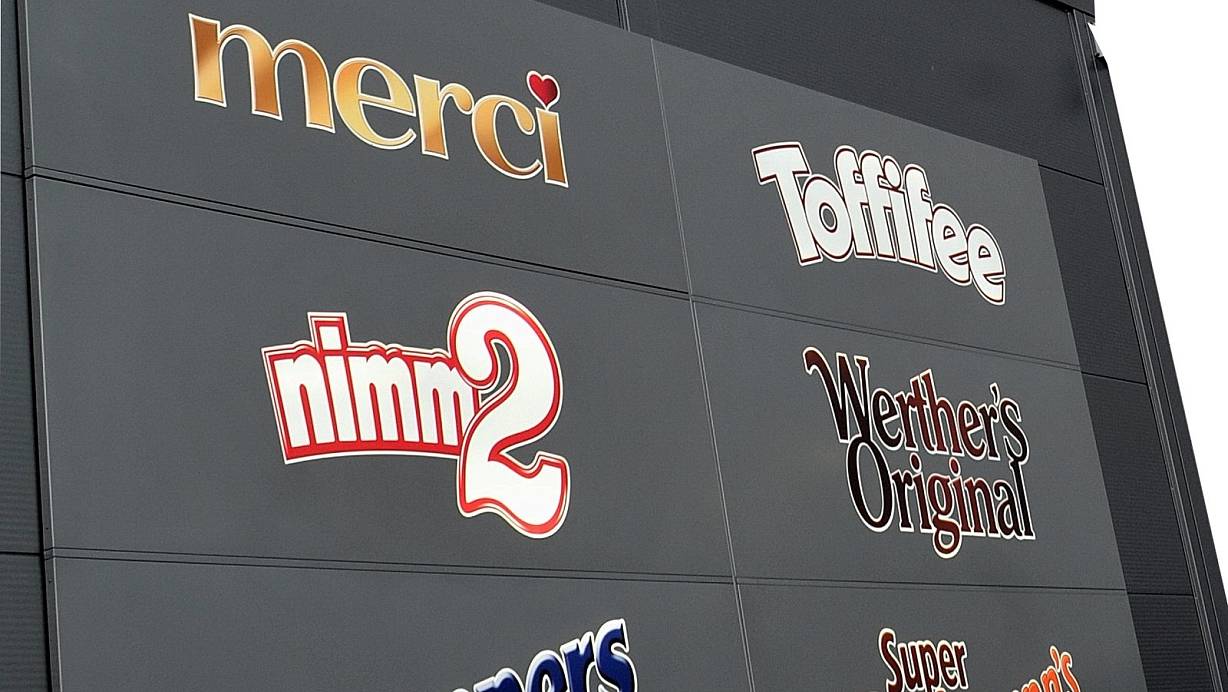 merci
Toffifee
nimm2
Werther's
Original
Super